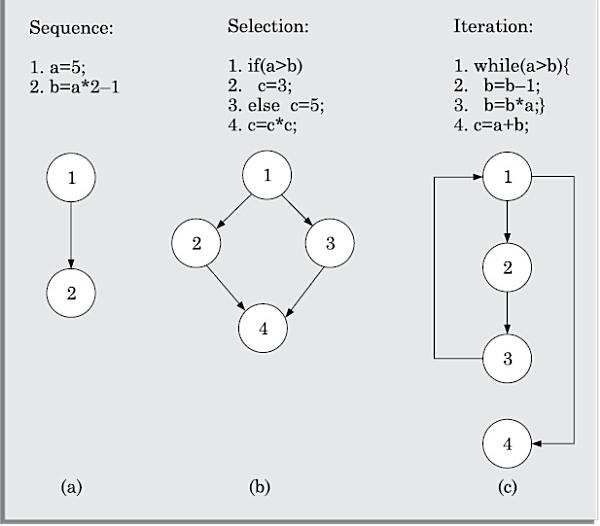 Sequence:
1. a=5;
2. b=a*2–1
1
2
(a)
Selection:
1. if(a>b)
2. c=3;
3. else c=5;
4. c=c*c;
1
2
3
4
(b)
Iteration:
1. while(a>b){
2. b=b–1;
3. b=b*a;}
4. c=a+b;
1
2
3
4
(c)